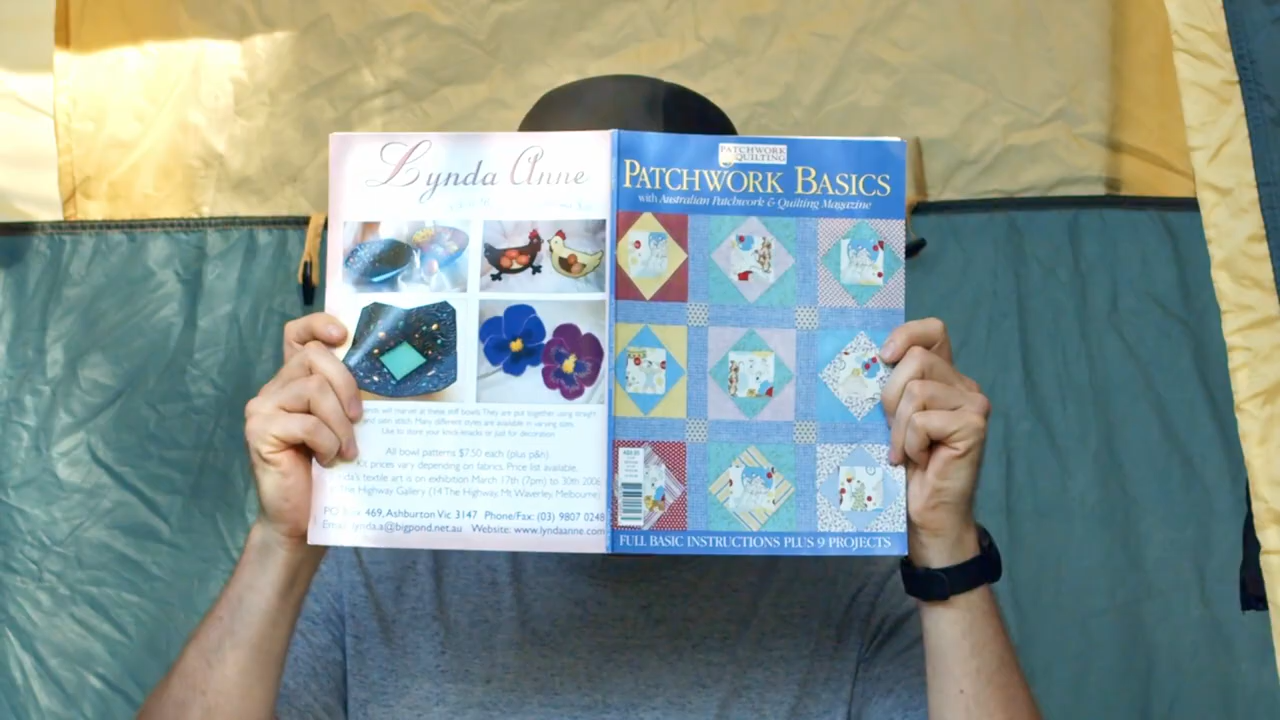 Lynda Anne
All bowl patterns $7.50 each (plus p&h)
Kit prices vary depending on fabrics. Price list available.
textile art is on exhibition March 17th (7pm) to 30th 2006
The Highway Gallery (14 The Highway, Mt Waverley, Melbourne)
PO Box 469, Ashburton Vic 3147 Phone/Fax: (03) 9807 0248
Email: lynda.a@bigpond.net.au Website: www.lyndaanne.com
will marvel at these stiff bowls. They are put together using straight
and satin stitch. Many different styles are available in varying sizes.
Use to store your knick-knacks or just for decoration
PATCHWORK
& QUILTING
PATCHWORK BASICS
with Australian Patchwork & Quilting Magazine
FULL BASIC INSTRUCTIONS PLUS 9 PROJECTS